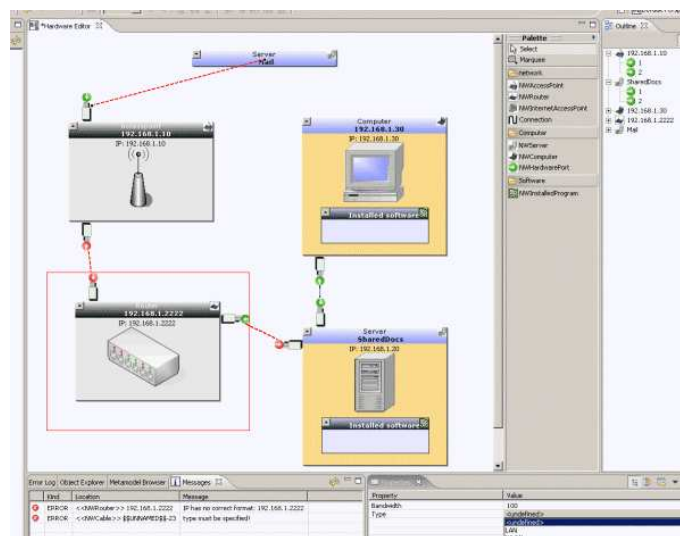 *Hardware Editor
Server
Mail
192.168.1.10
IP: 192.168.1.10
Computer
192.168.1.30
IP: 192.168.1.30
Installed software
192.168.1.2222
IP: 192.168.1.2222
Server
SharedDocs
IP: 192.168.1.20
Installed software
Palette
Select
Marquee
Network
NWAccessPoint
NWRouter
NWInternetAccessPoint
Connection
Computer
NWServer
NWComputer
NWHardwarePort
Software
NWInstalledProgram
Outline
192.168.1.10
1
2
SharedDocs
1
2
192.168.1.30
192.168.1.2222
Mail
Error Log Object Explorer Metamodel Browser Messages
Kind Location Message
ERROR <<NWRouter>> 192.168.1.2222 IP has no correct format: 192.168.1.2222
ERROR <<NWCable>> $$UNNAMED$$-23 type must be specified!
Property Value
Bandwidth 100
Type <undefined>
<undefined>
LAN